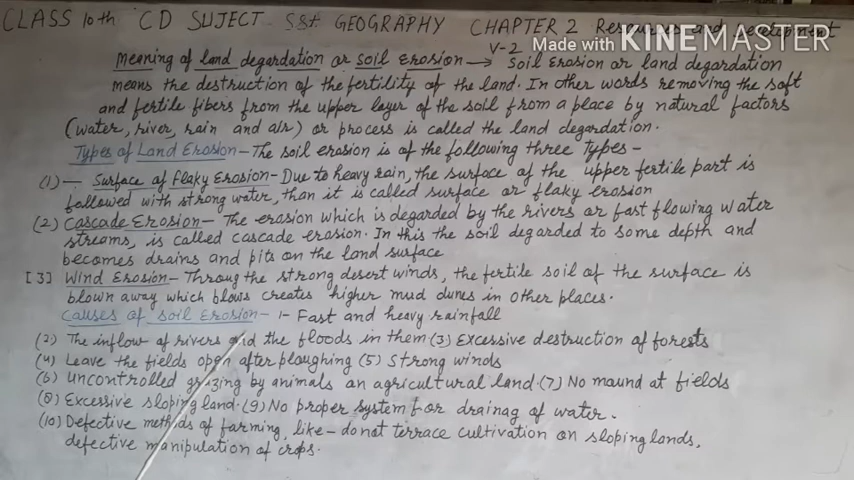 CLASS 10th CD SUJECT S&t GEOGRAPHY CHAPTER 2 Resources and Development
V-2 Made with KINEMASTER
Meaning of land degardation or soil Erosion → Soil Erosion or land degardation
means the destruction of the fertility of the land. In other words removing the soft
and fertile fibers from the upper layer of the soil from a place by natural factors
(water, river, rain and air) or process is called the land degardation.
Types of Land Erosion - The soil erosion is of the following three types -
(1) - Surface of flaky Erosion - Due to heavy rain, the surface of the upper fertile part is
followed with strong water, than it is called surface or flaky erosion
(2) Cascade Erosion - The erosion which is degarded by the rivers or fast flowing water
streams, is called cascade erosion. In this the soil degarded to some depth and
becomes drains and pits on the land surface
[3] Wind Erosion - Throug the strong desert winds, the fertile soil of the surface is
blown away which blows creates higher mud dunes in other places.
Causes of Soil Erosion - 1- Fast and heavy rainfall
(2) The inflow of rivers and the floods in them (3) Excessive destruction of forests
(4) Leave the fields open after ploughing (5) Strong winds
(6) Uncontrolled grazing by animals an agricultural land. (7) No maund at fields
(8) Excessive sloping land. (9) No proper system for drainag of water.
(10) Defective methods of farming, like - do not terrace cultivation on sloping lands,
defective manipulation of crops.